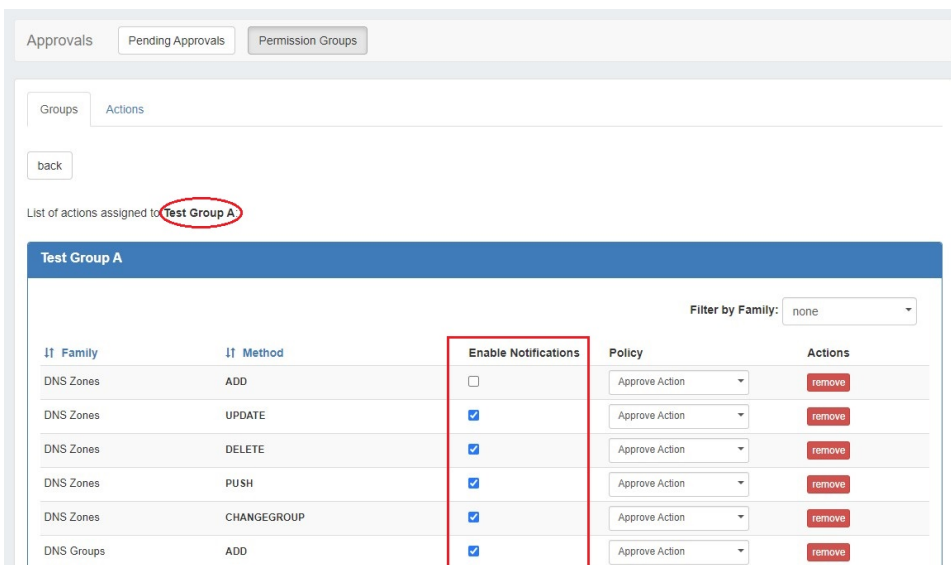 Approvals Pending Approvals Permission Groups
Groups Actions
back
List of actions assigned to Test Group A:
Test Group A
Filter by Family: none
Family Method Enable Notifications Policy Actions
DNS Zones ADD Approve Action remove
DNS Zones UPDATE Approve Action remove
DNS Zones DELETE Approve Action remove
DNS Zones PUSH Approve Action remove
DNS Zones CHANGEGROUP Approve Action remove
DNS Groups ADD Approve Action remove